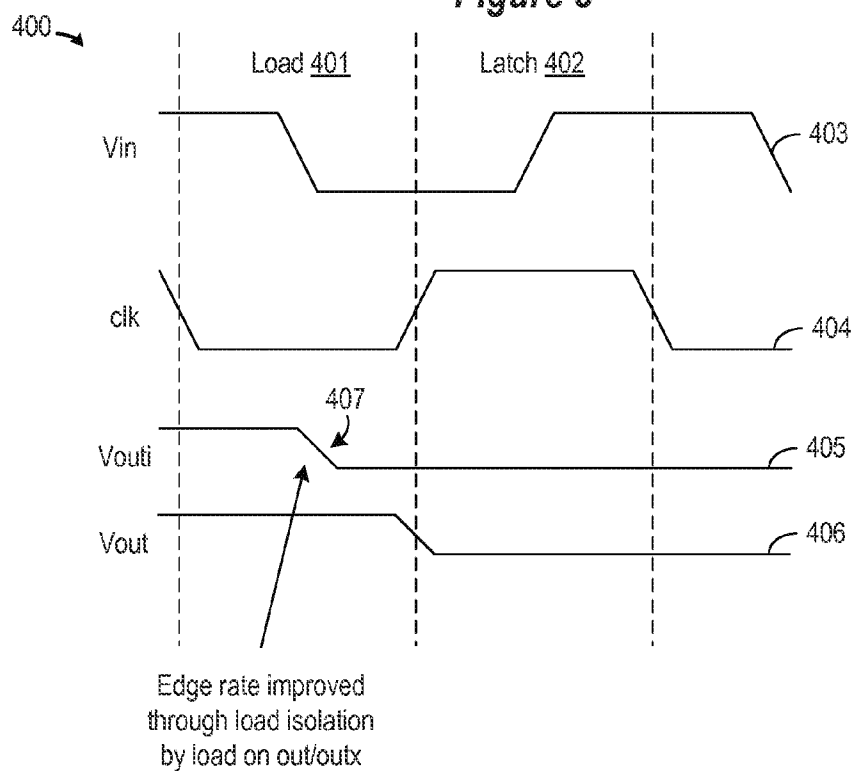 400
Load 401
Latch 402
Vin
403
clk
404
407
Vouti
405
Vout
406
Edge rate improved
through load isolation
by load on out/outx